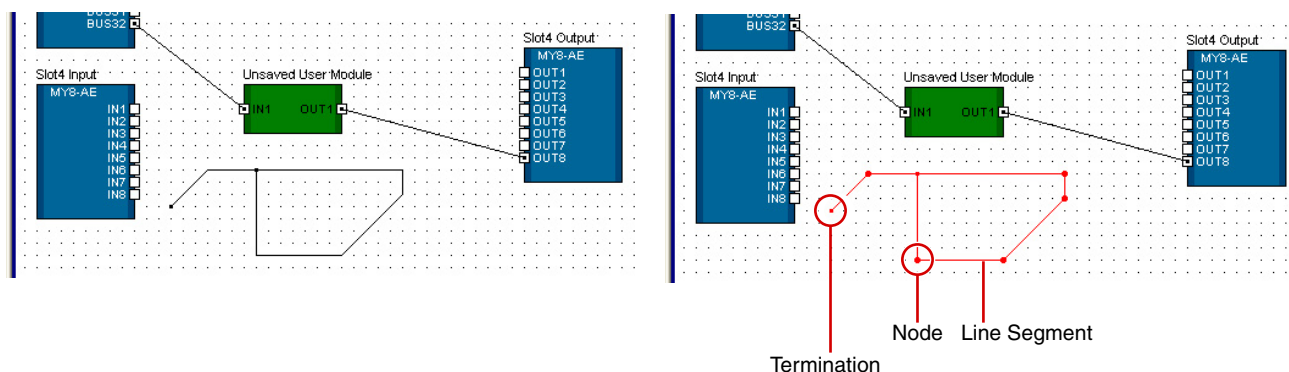 BUS31
BUS32
Slot4 Output
MY8-AE
OUT1
OUT2
OUT3
OUT4
OUT5
OUT6
OUT7
OUT8
Slot4 Input
MY8-AE
IN1
IN2
IN3
IN4
IN5
IN6
IN7
IN8
Unsaved User Module
IN1 OUT1
BUS32
Slot4 Output
MY8-AE
OUT1
OUT2
OUT3
OUT4
OUT5
OUT6
OUT7
OUT8
Slot4 Input
MY8-AE
IN1
IN2
IN3
IN4
IN5
IN6
IN7
IN8
Unsaved User Module
IN1 OUT1
Node Line Segment
Termination